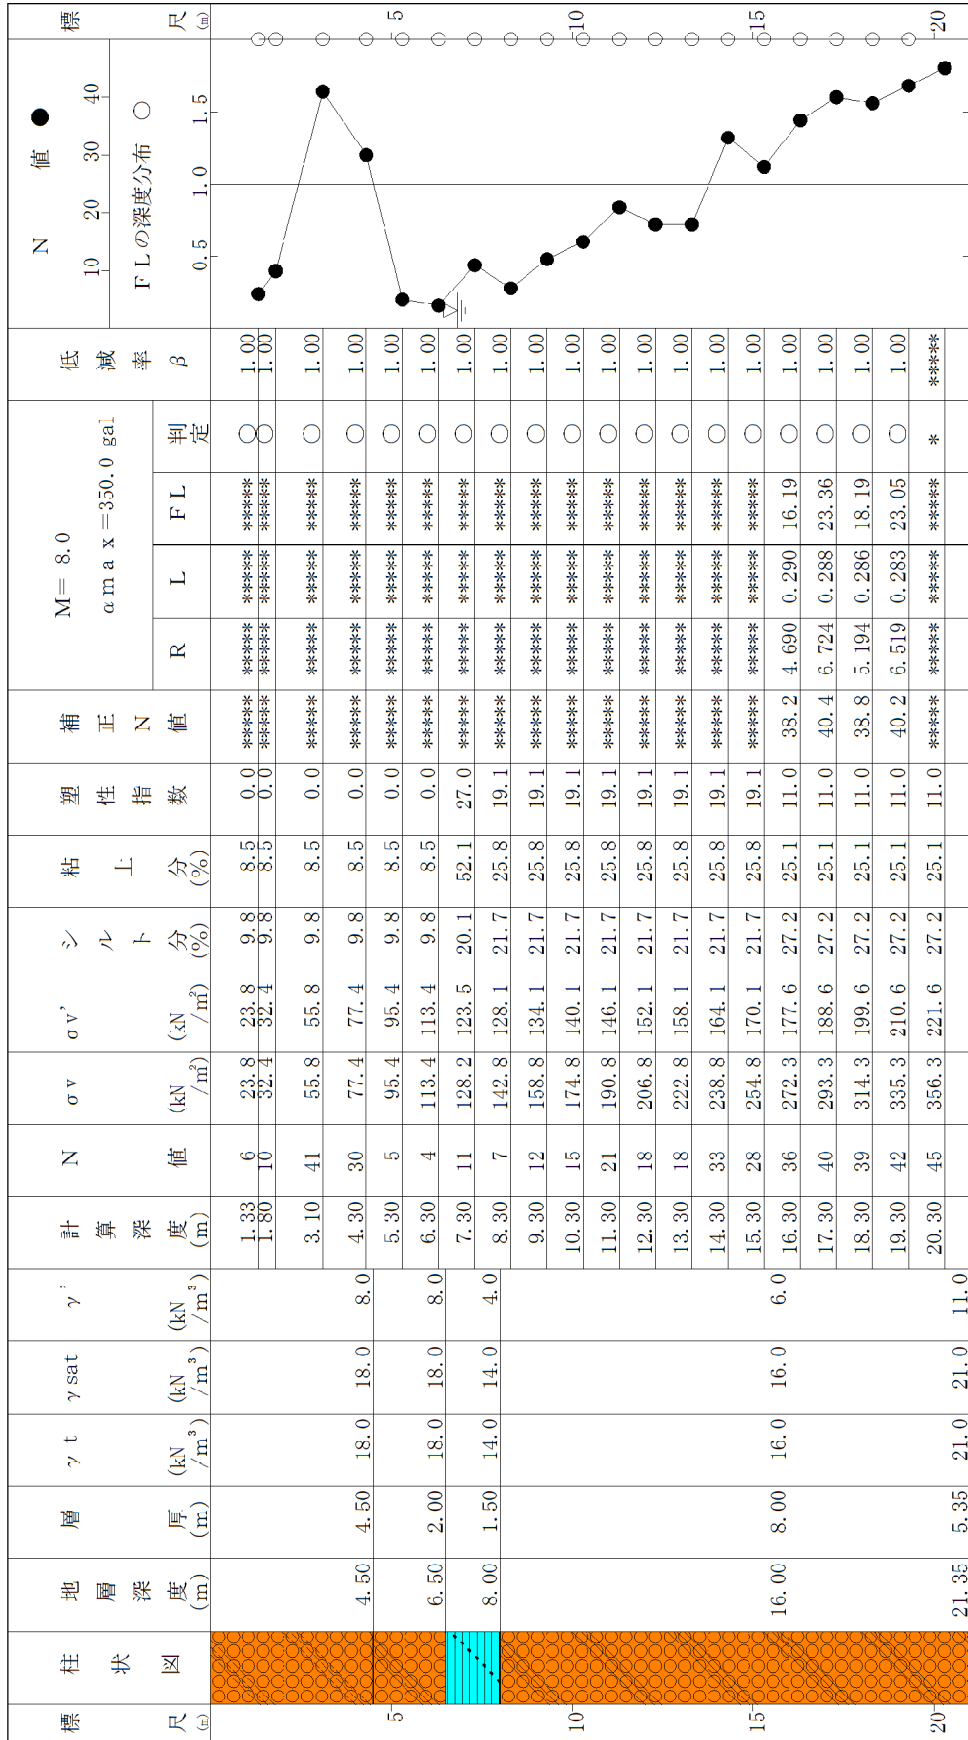 標尺(m) 柱状図 地層深度(m) 層厚(m) γt(kN/m³) γsat(kN/m³) γ'(kN/m³) 計算深度(m) N値 σv(kN/m²) σv'(kN/m²) シルト分(%) 粘土分(%) 塑性指数 補正N値 M= 8.0 αmax=350.0 gal R L FL 判定 低減率β N値 ● 標尺(m)
10 20 30 40
FLの深度分布 ○
0.5 1.0 1.5
1.33 6 23.8 23.8 9.8 8.5 0.0 ***** ***** ***** ***** ○ 1.00
1.80 10 32.4 32.4 9.8 8.5 0.0 ***** ***** ***** ***** ○ 1.00
3.10 41 55.8 55.8 9.8 8.5 0.0 ***** ***** ***** ***** ○ 1.00
4.50 4.50 18.0 18.0 8.0 4.30 30 77.4 77.4 9.8 8.5 0.0 ***** ***** ***** ***** ○ 1.00
5 5.30 5 95.4 95.4 9.8 8.5 0.0 ***** ***** ***** ***** ○ 1.00 5
6.50 2.00 18.0 18.0 8.0 6.30 4 113.4 113.4 9.8 8.5 0.0 ***** ***** ***** ***** ○ 1.00
8.00 1.50 14.0 14.0 4.0 7.30 11 128.2 123.5 20.1 52.1 27.0 ***** ***** ***** ***** ○ 1.00
8.30 7 142.8 128.1 21.7 25.8 19.1 ***** ***** ***** ***** ○ 1.00
9.30 12 158.8 134.1 21.7 25.8 19.1 ***** ***** ***** ***** ○ 1.00
10 10.30 15 174.8 140.1 21.7 25.8 19.1 ***** ***** ***** ***** ○ 1.00 10
11.30 21 190.8 146.1 21.7 25.8 19.1 ***** ***** ***** ***** ○ 1.00
12.30 18 206.8 152.1 21.7 25.8 19.1 ***** ***** ***** ***** ○ 1.00
13.30 18 222.8 158.1 21.7 25.8 19.1 ***** ***** ***** ***** ○ 1.00
14.30 33 238.8 164.1 21.7 25.8 19.1 ***** ***** ***** ***** ○ 1.00
15 15.30 28 254.8 170.1 21.7 25.8 19.1 ***** ***** ***** ***** ○ 1.00 15
16.00 8.00 16.0 16.0 6.0 16.30 36 272.3 177.6 27.2 25.1 11.0 38.2 4.690 0.290 16.19 ○ 1.00
17.30 40 293.3 188.6 27.2 25.1 11.0 40.4 6.724 0.288 23.36 ○ 1.00
18.30 39 314.3 199.6 27.2 25.1 11.0 38.8 5.194 0.286 18.19 ○ 1.00
19.30 42 335.3 210.6 27.2 25.1 11.0 40.2 6.519 0.283 23.05 ○ 1.00
20 20.30 45 356.3 221.6 27.2 25.1 11.0 ***** ***** ***** ***** * ***** 20
21.35 5.35 21.0 21.0 11.0